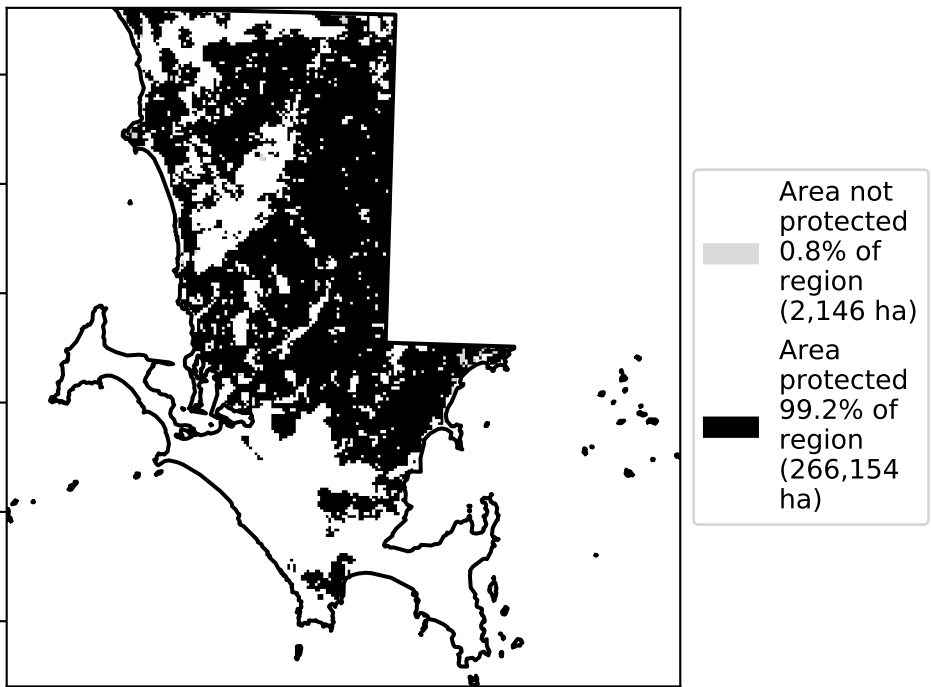 Area not
protected
0.8% of
region
(2,146 ha)
Area
protected
99.2% of
region
(266,154
ha)